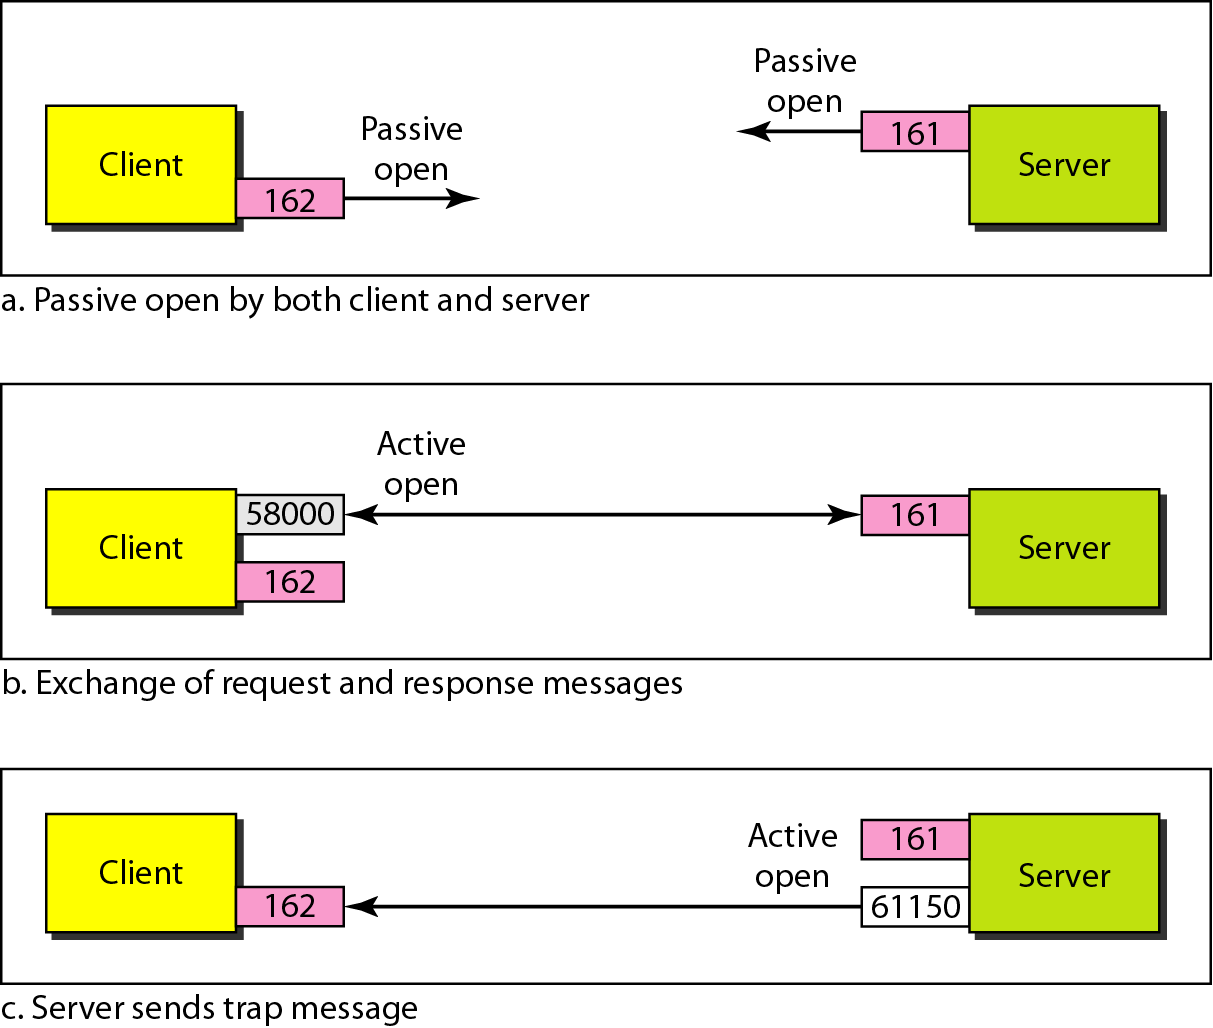 Passive
open
161
Server
Client
Passive
open
162
a. Passive open by both client and server
Active
open
58000
161
Client
Server
162
b. Exchange of request and response messages
Active
open
161
Client
Server
162
61150
c. Server sends trap message